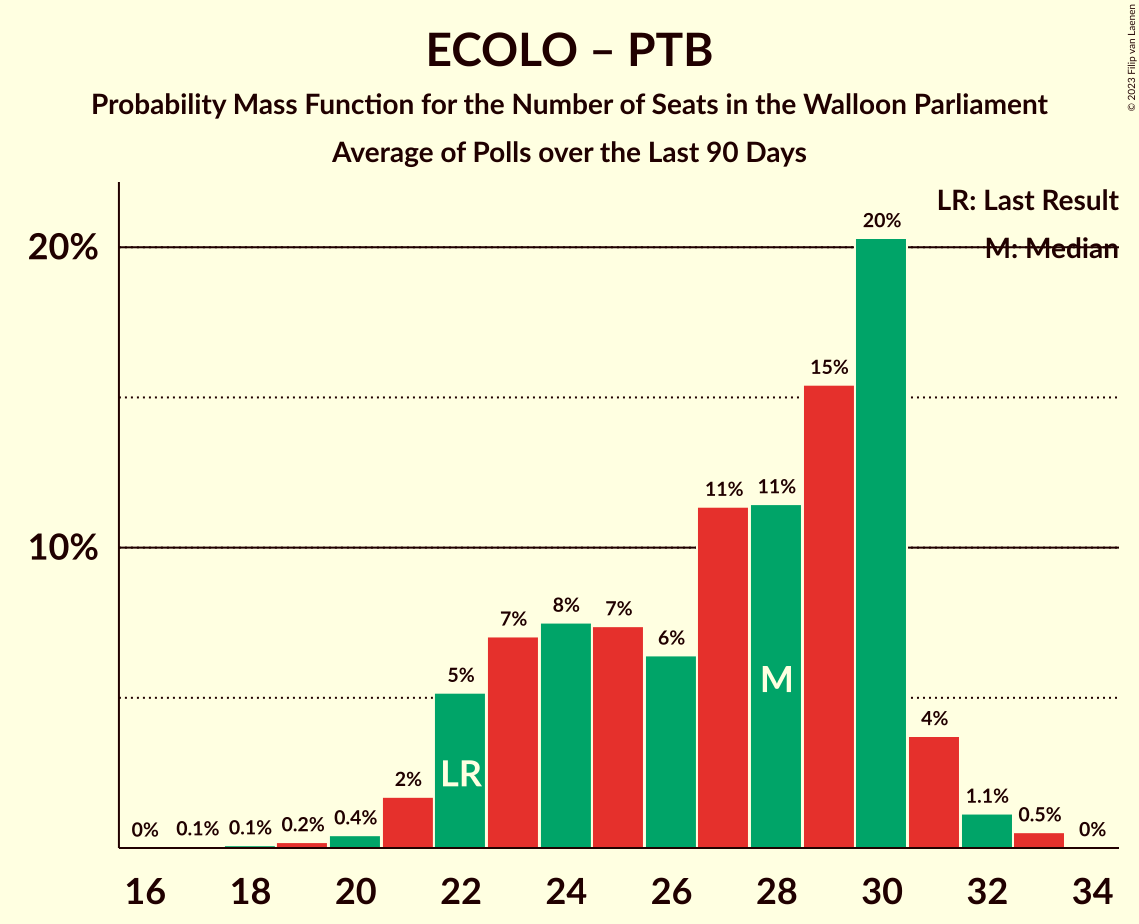 ECOLO – PTB
Probability Mass Function for the Number of Seats in the Walloon Parliament
Average of Polls over the Last 90 Days
© 2023 Filip van Laenen
LR: Last Result
M: Median
20%
10%
0%
0.1%
0.1%
0.2%
0.4%
2%
5%
7%
8%
7%
6%
11%
11%
15%
20%
4%
1.1%
0.5%
0%
LR
M
16 18 20 22 24 26 28 30 32 34